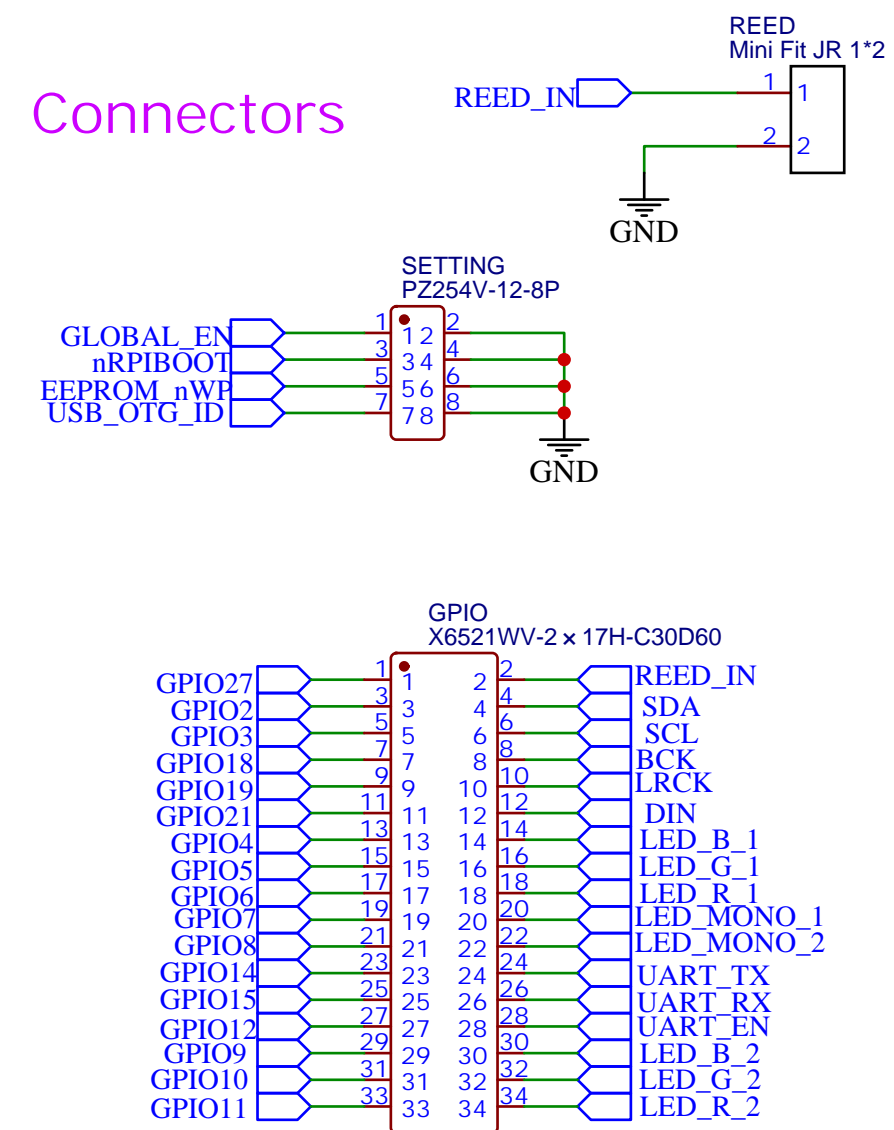 Connectors
REED
Mini Fit JR 1*2
REED_IN 1 1
2 2
GND
SETTING
PZ254V-12-8P
GLOBAL_EN 1 1 2 2
nRPIBOOT 3 3 4 4
EEPROM_nWP 5 5 6 6
USB_OTG_ID 7 7 8 8
GND
GPIO
X6521WV-2×17H-C30D60
GPIO27 1 1 2 2 REED_IN
GPIO2 3 3 4 4 SDA
GPIO3 5 5 6 6 SCL
GPIO18 7 7 8 8 BCK
GPIO19 9 9 10 10 LRCK
GPIO21 11 11 12 12 DIN
GPIO4 13 13 14 14 LED_B_1
GPIO5 15 15 16 16 LED_G_1
GPIO6 17 17 18 18 LED_R_1
GPIO7 19 19 20 20 LED_MONO_1
GPIO8 21 21 22 22 LED_MONO_2
GPIO14 23 23 24 24 UART_TX
GPIO15 25 25 26 26 UART_RX
GPIO12 27 27 28 28 UART_EN
GPIO9 29 29 30 30 LED_B_2
GPIO10 31 31 32 32 LED_G_2
GPIO11 33 33 34 34 LED_R_2